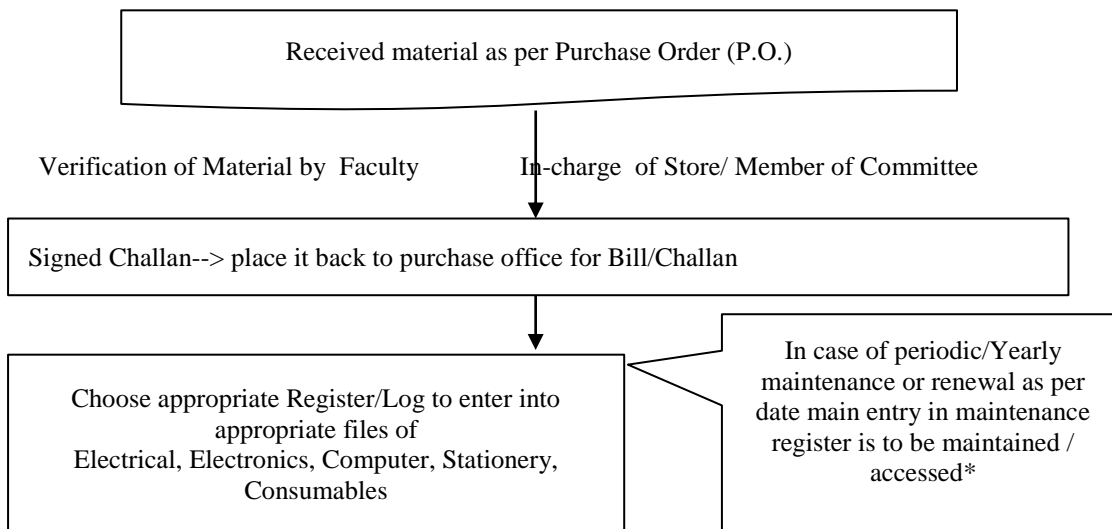 Received material as per Purchase Order (P.O.)
Verification of Material by Faculty In-charge of Store/ Member of Committee
Signed Challan--> place it back to purchase office for Bill/Challan
Choose appropriate Register/Log to enter into
appropriate files of
Electrical, Electronics, Computer, Stationery,
Consumables
In case of periodic/Yearly
maintenance or renewal as per
date main entry in maintenance
register is to be maintained /
accessed*